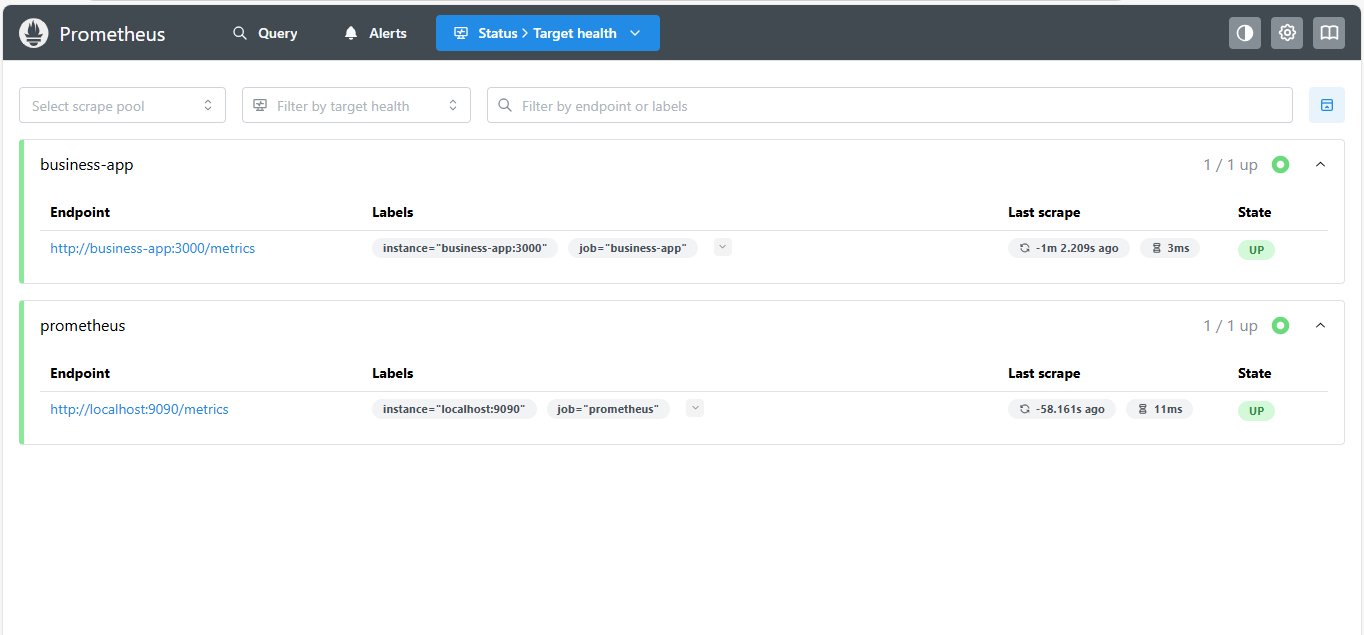 Prometheus Query Alerts Status > Target health
Select scrape pool Filter by target health Filter by endpoint or labels
business-app 1 / 1 up
Endpoint Labels Last scrape State
http://business-app:3000/metrics instance="business-app:3000" job="business-app" -1m 2.209s ago 3ms UP
prometheus 1 / 1 up
Endpoint Labels Last scrape State
http://localhost:9090/metrics instance="localhost:9090" job="prometheus" -58.161s ago 11ms UP